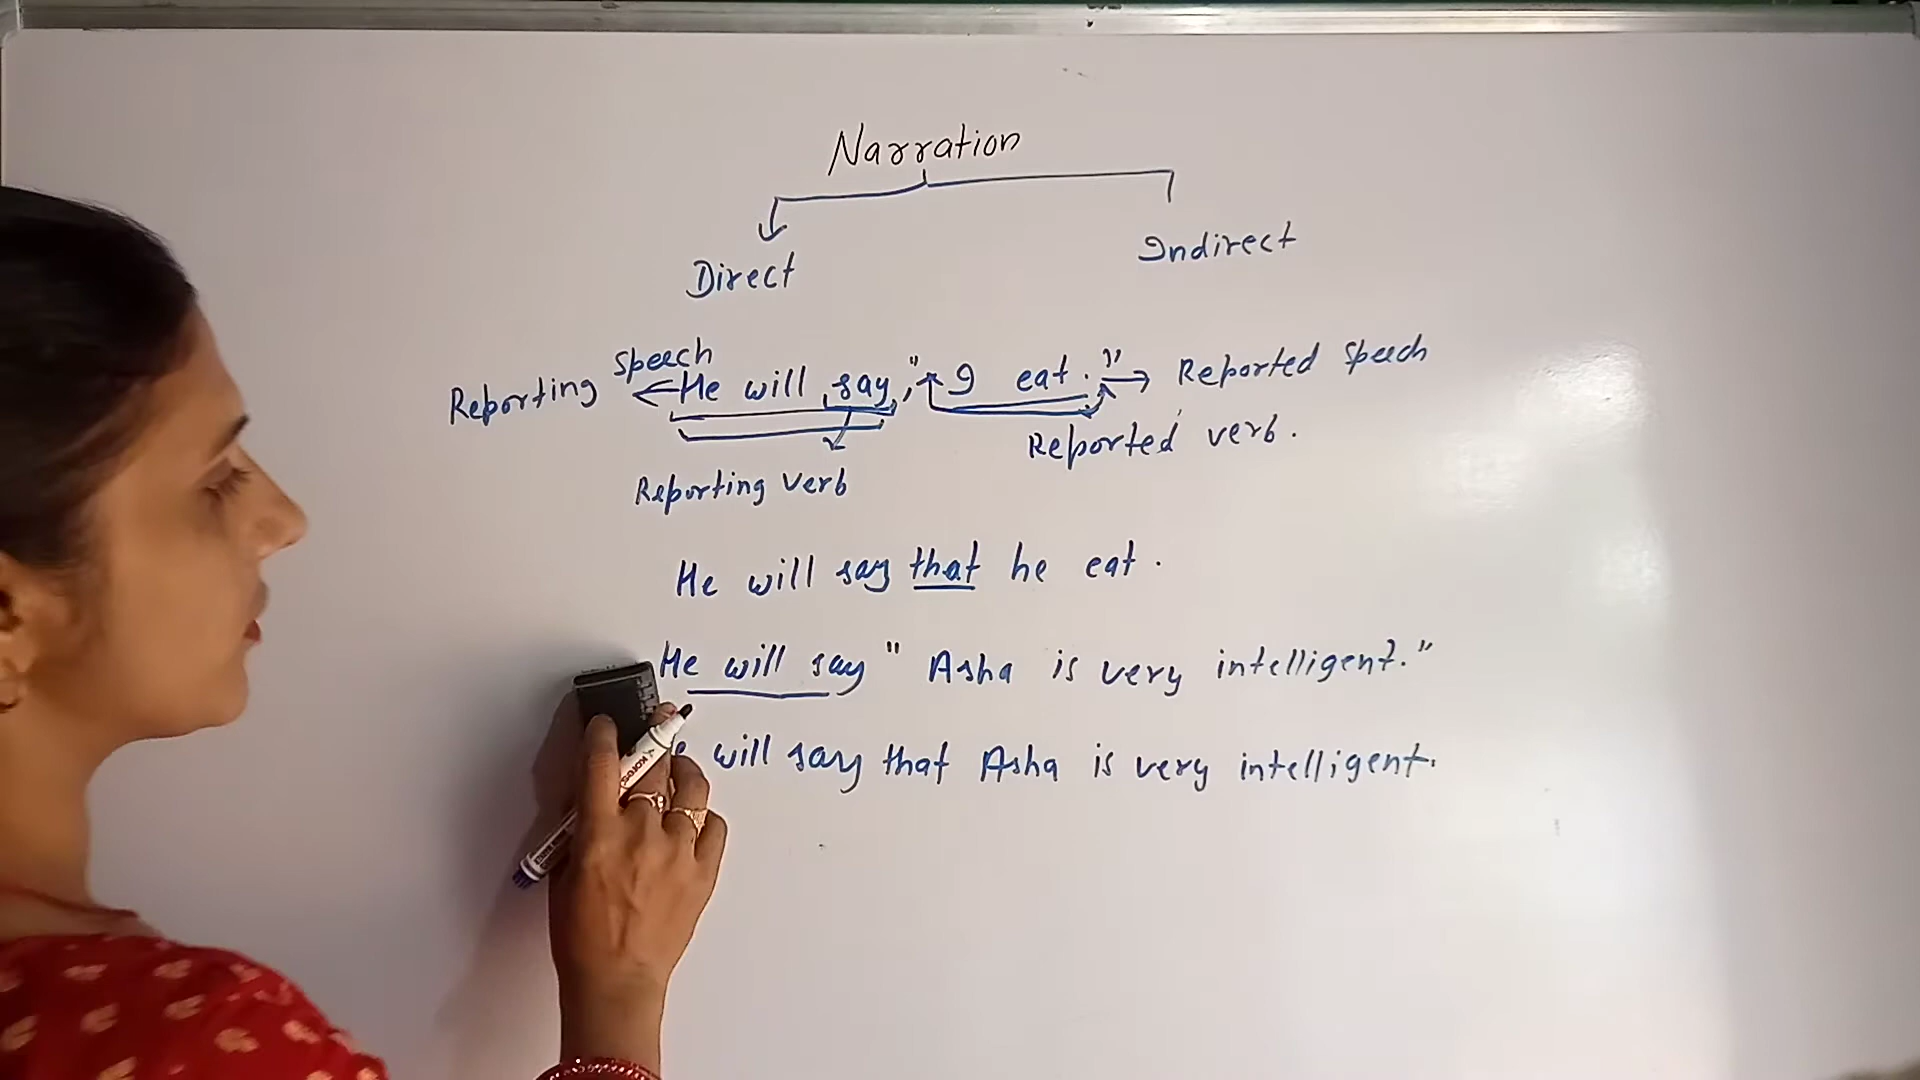 Narration
Direct
Indirect
Reporting speech
He will say, " I eat. "
Reported speech
Reporting verb
Reported verb.
He will say that he eat.
He will say " Asha is very intelligent. "
will say that Asha is very intelligent.